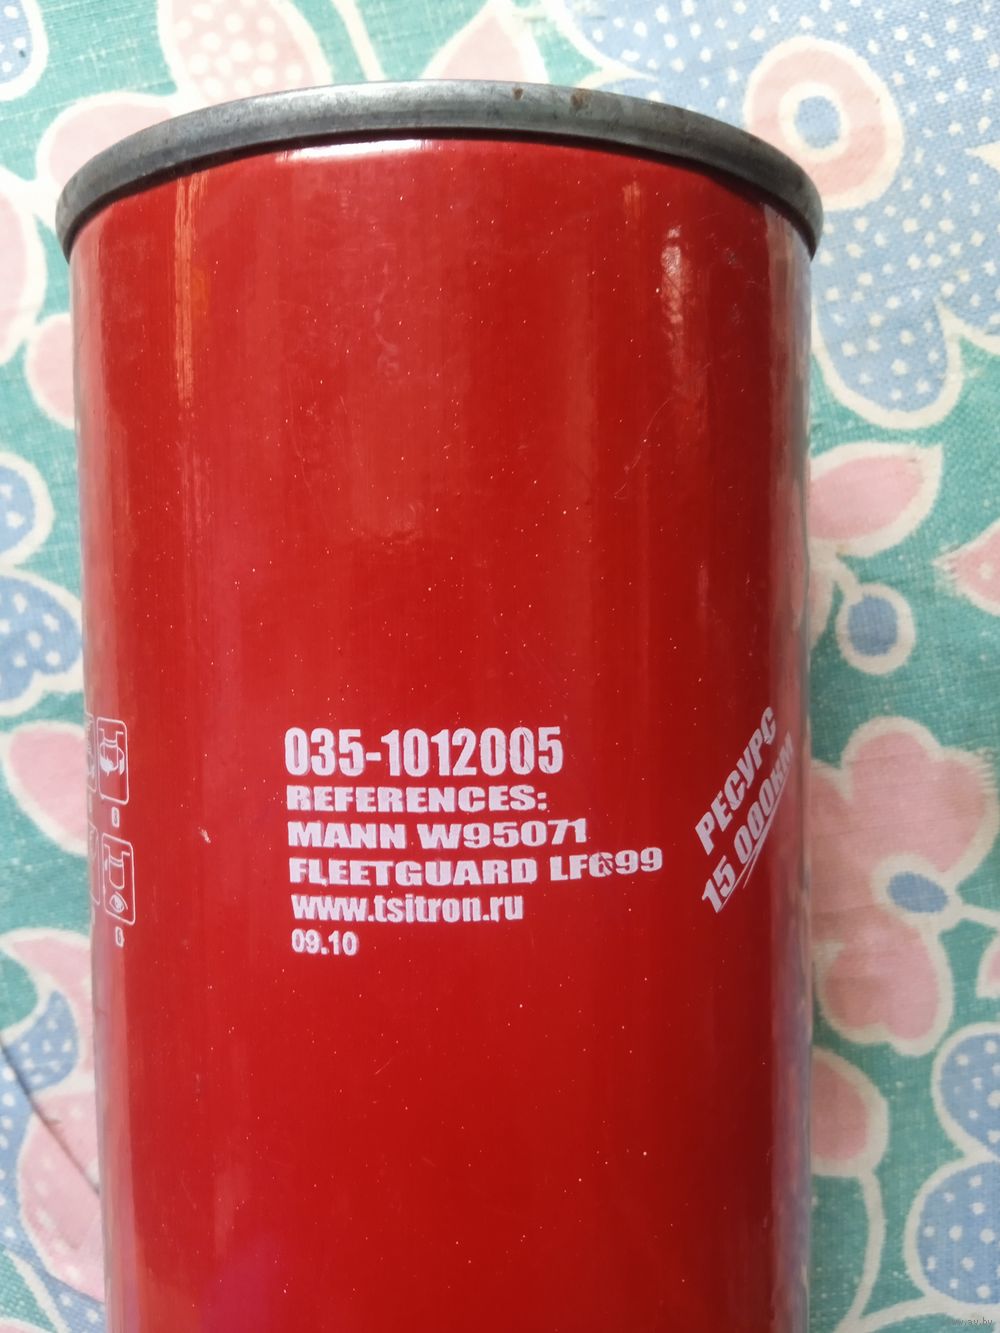 035-1012005
REFERENCES:
MANN W95071
FLEETGUARD LF699
www.tsitron.ru
09.10
РЕСУРС
15 000КМ